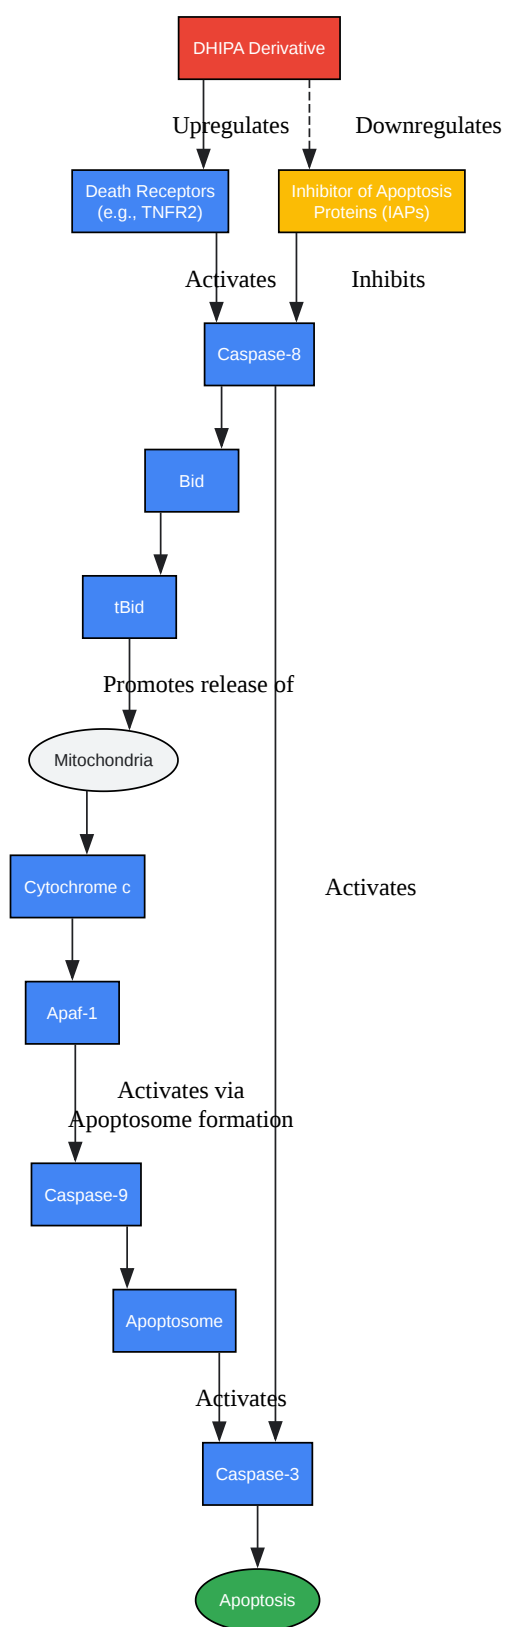 DHIPA Derivative
Upregulates
Downregulates
Death Receptors
(e.g., TNFR2)
Inhibitor of Apoptosis
Proteins (IAPs)
Activates
Inhibits
Caspase-8
Bid
tBid
Promotes release of
Mitochondria
Cytochrome c
Activates
Apaf-1
Activates via
Apoptosome formation
Caspase-9
Apoptosome
Activates
Caspase-3
Apoptosis